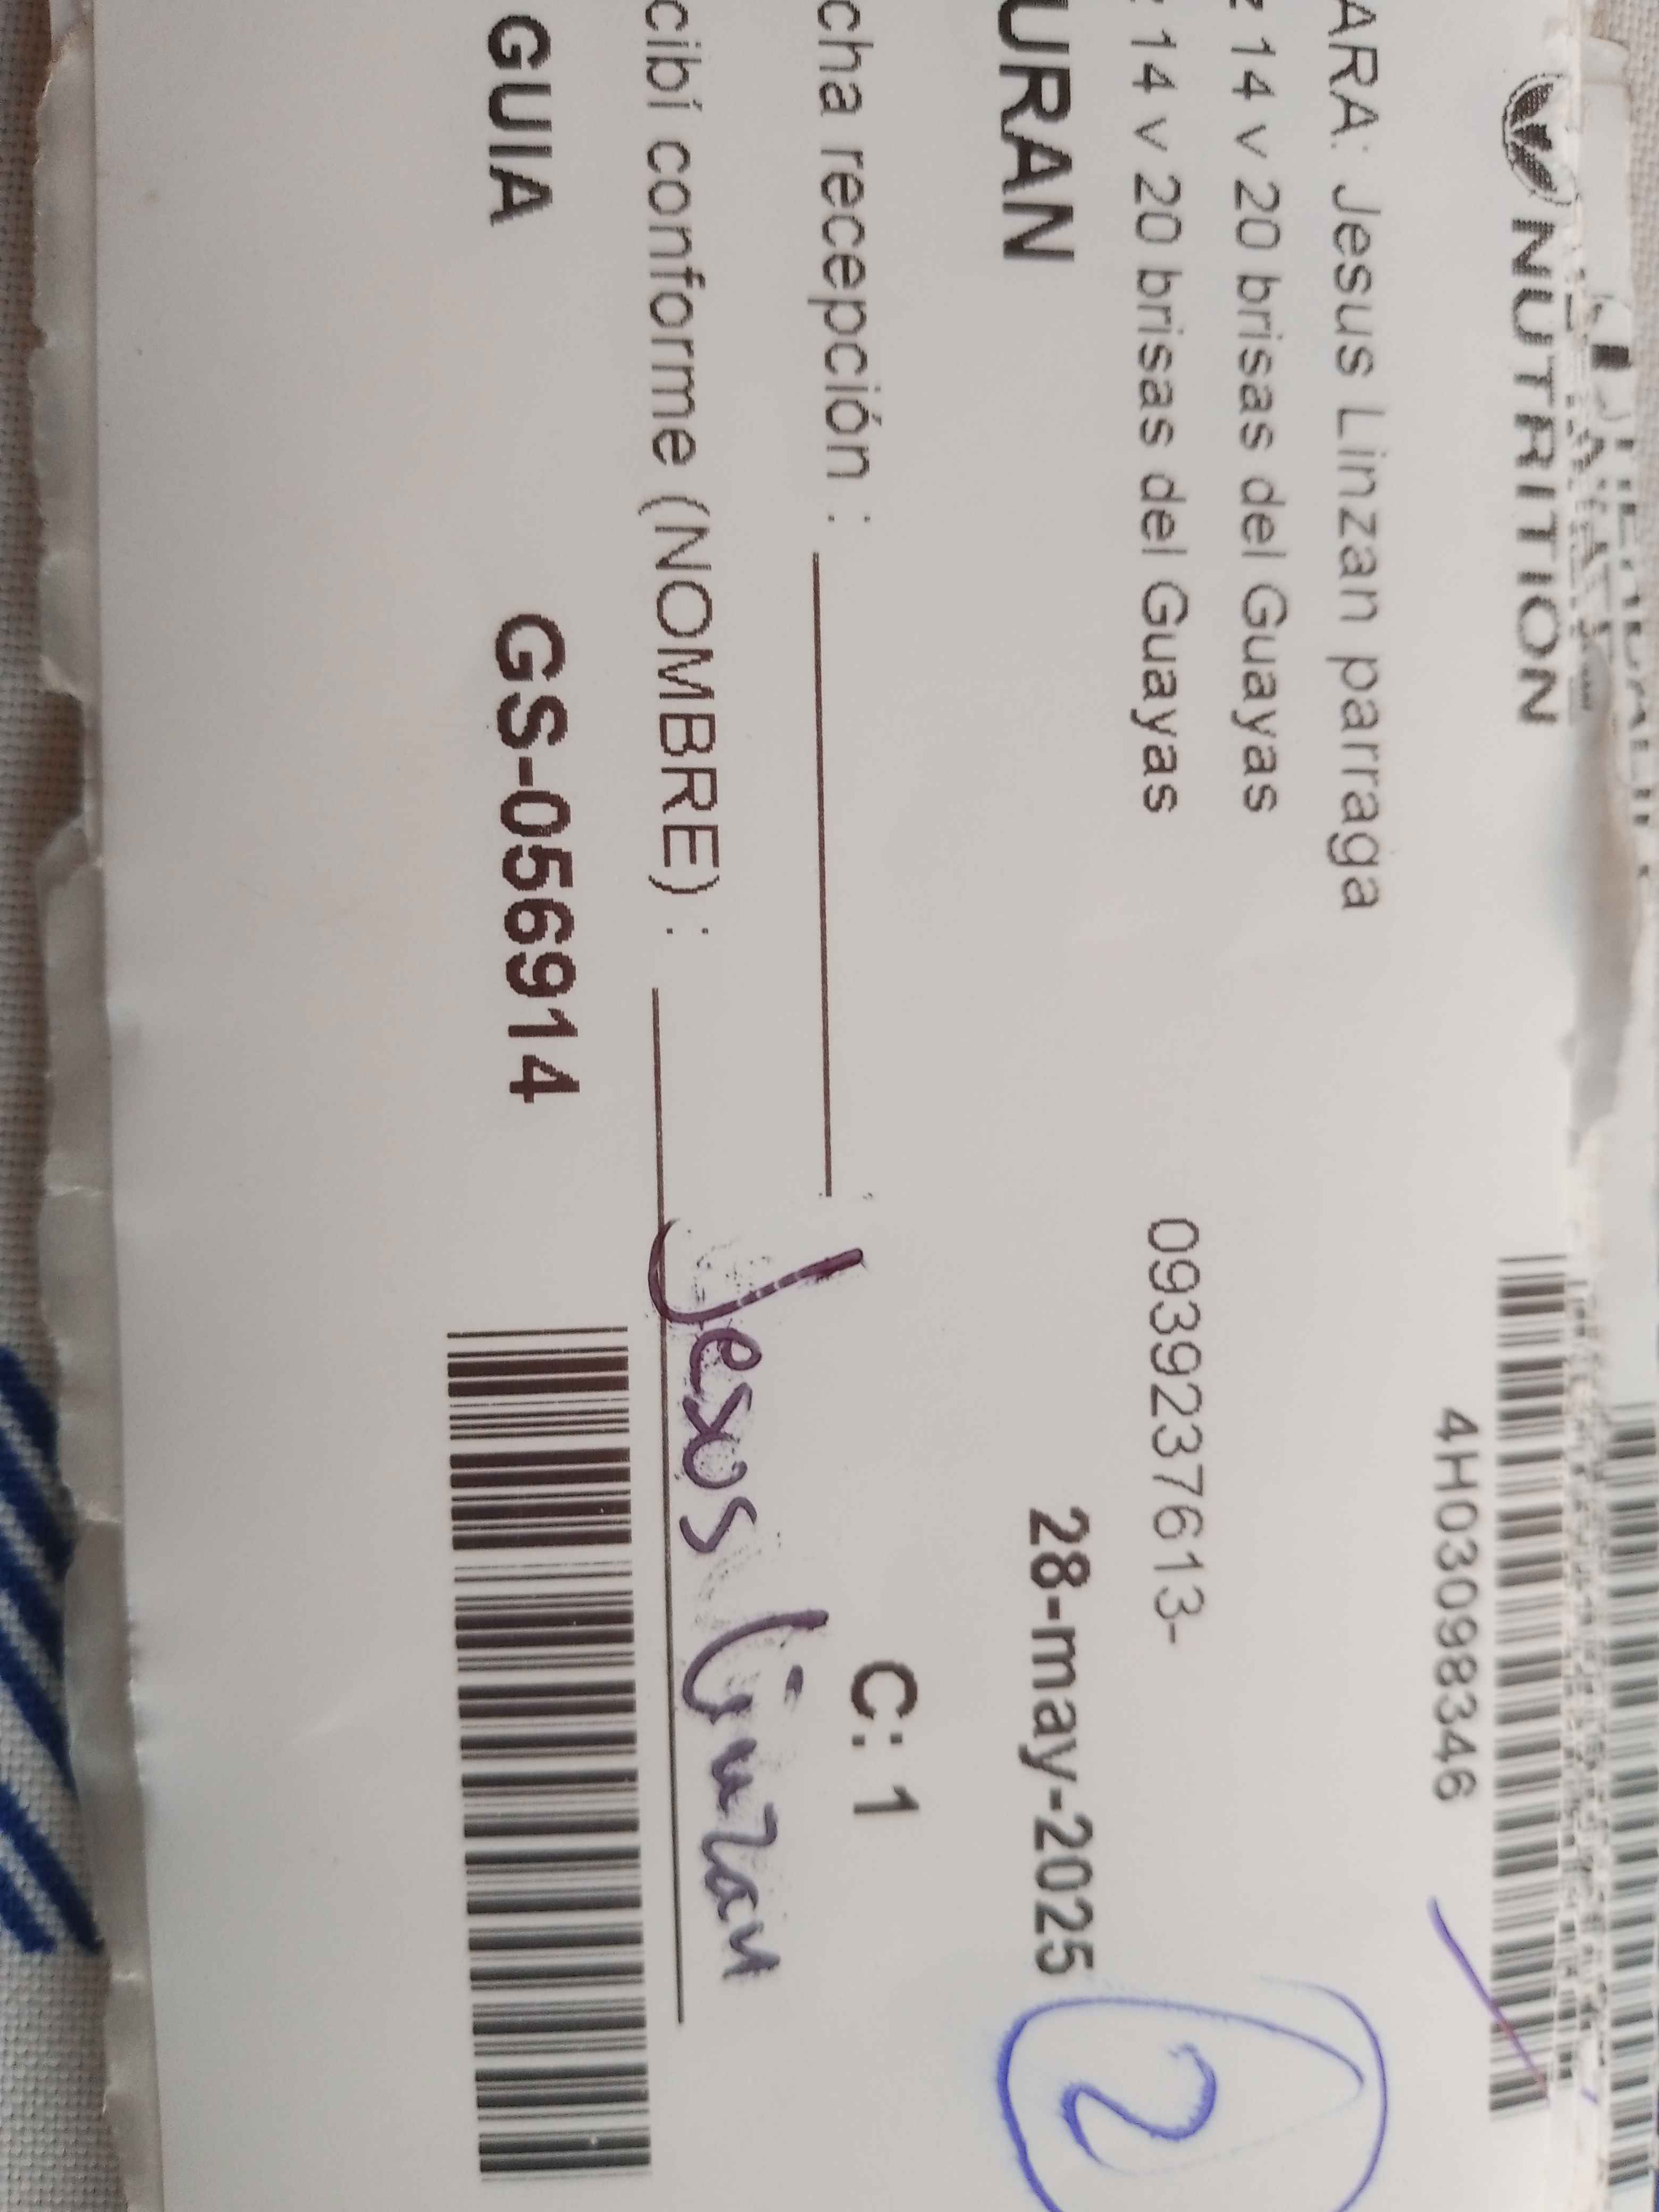 NUTRITION
4H03098346
ARA: Jesus Linzan parraga
z 14 v 20 brisas del Guayas
: 14 v 20 brisas del Guayas
0939237613-
URAN
28-may-2025
2
C: 1
cha recepción :
cibí conforme (NOMBRE) :
Jesos Linzan
GUIA
GS-056914